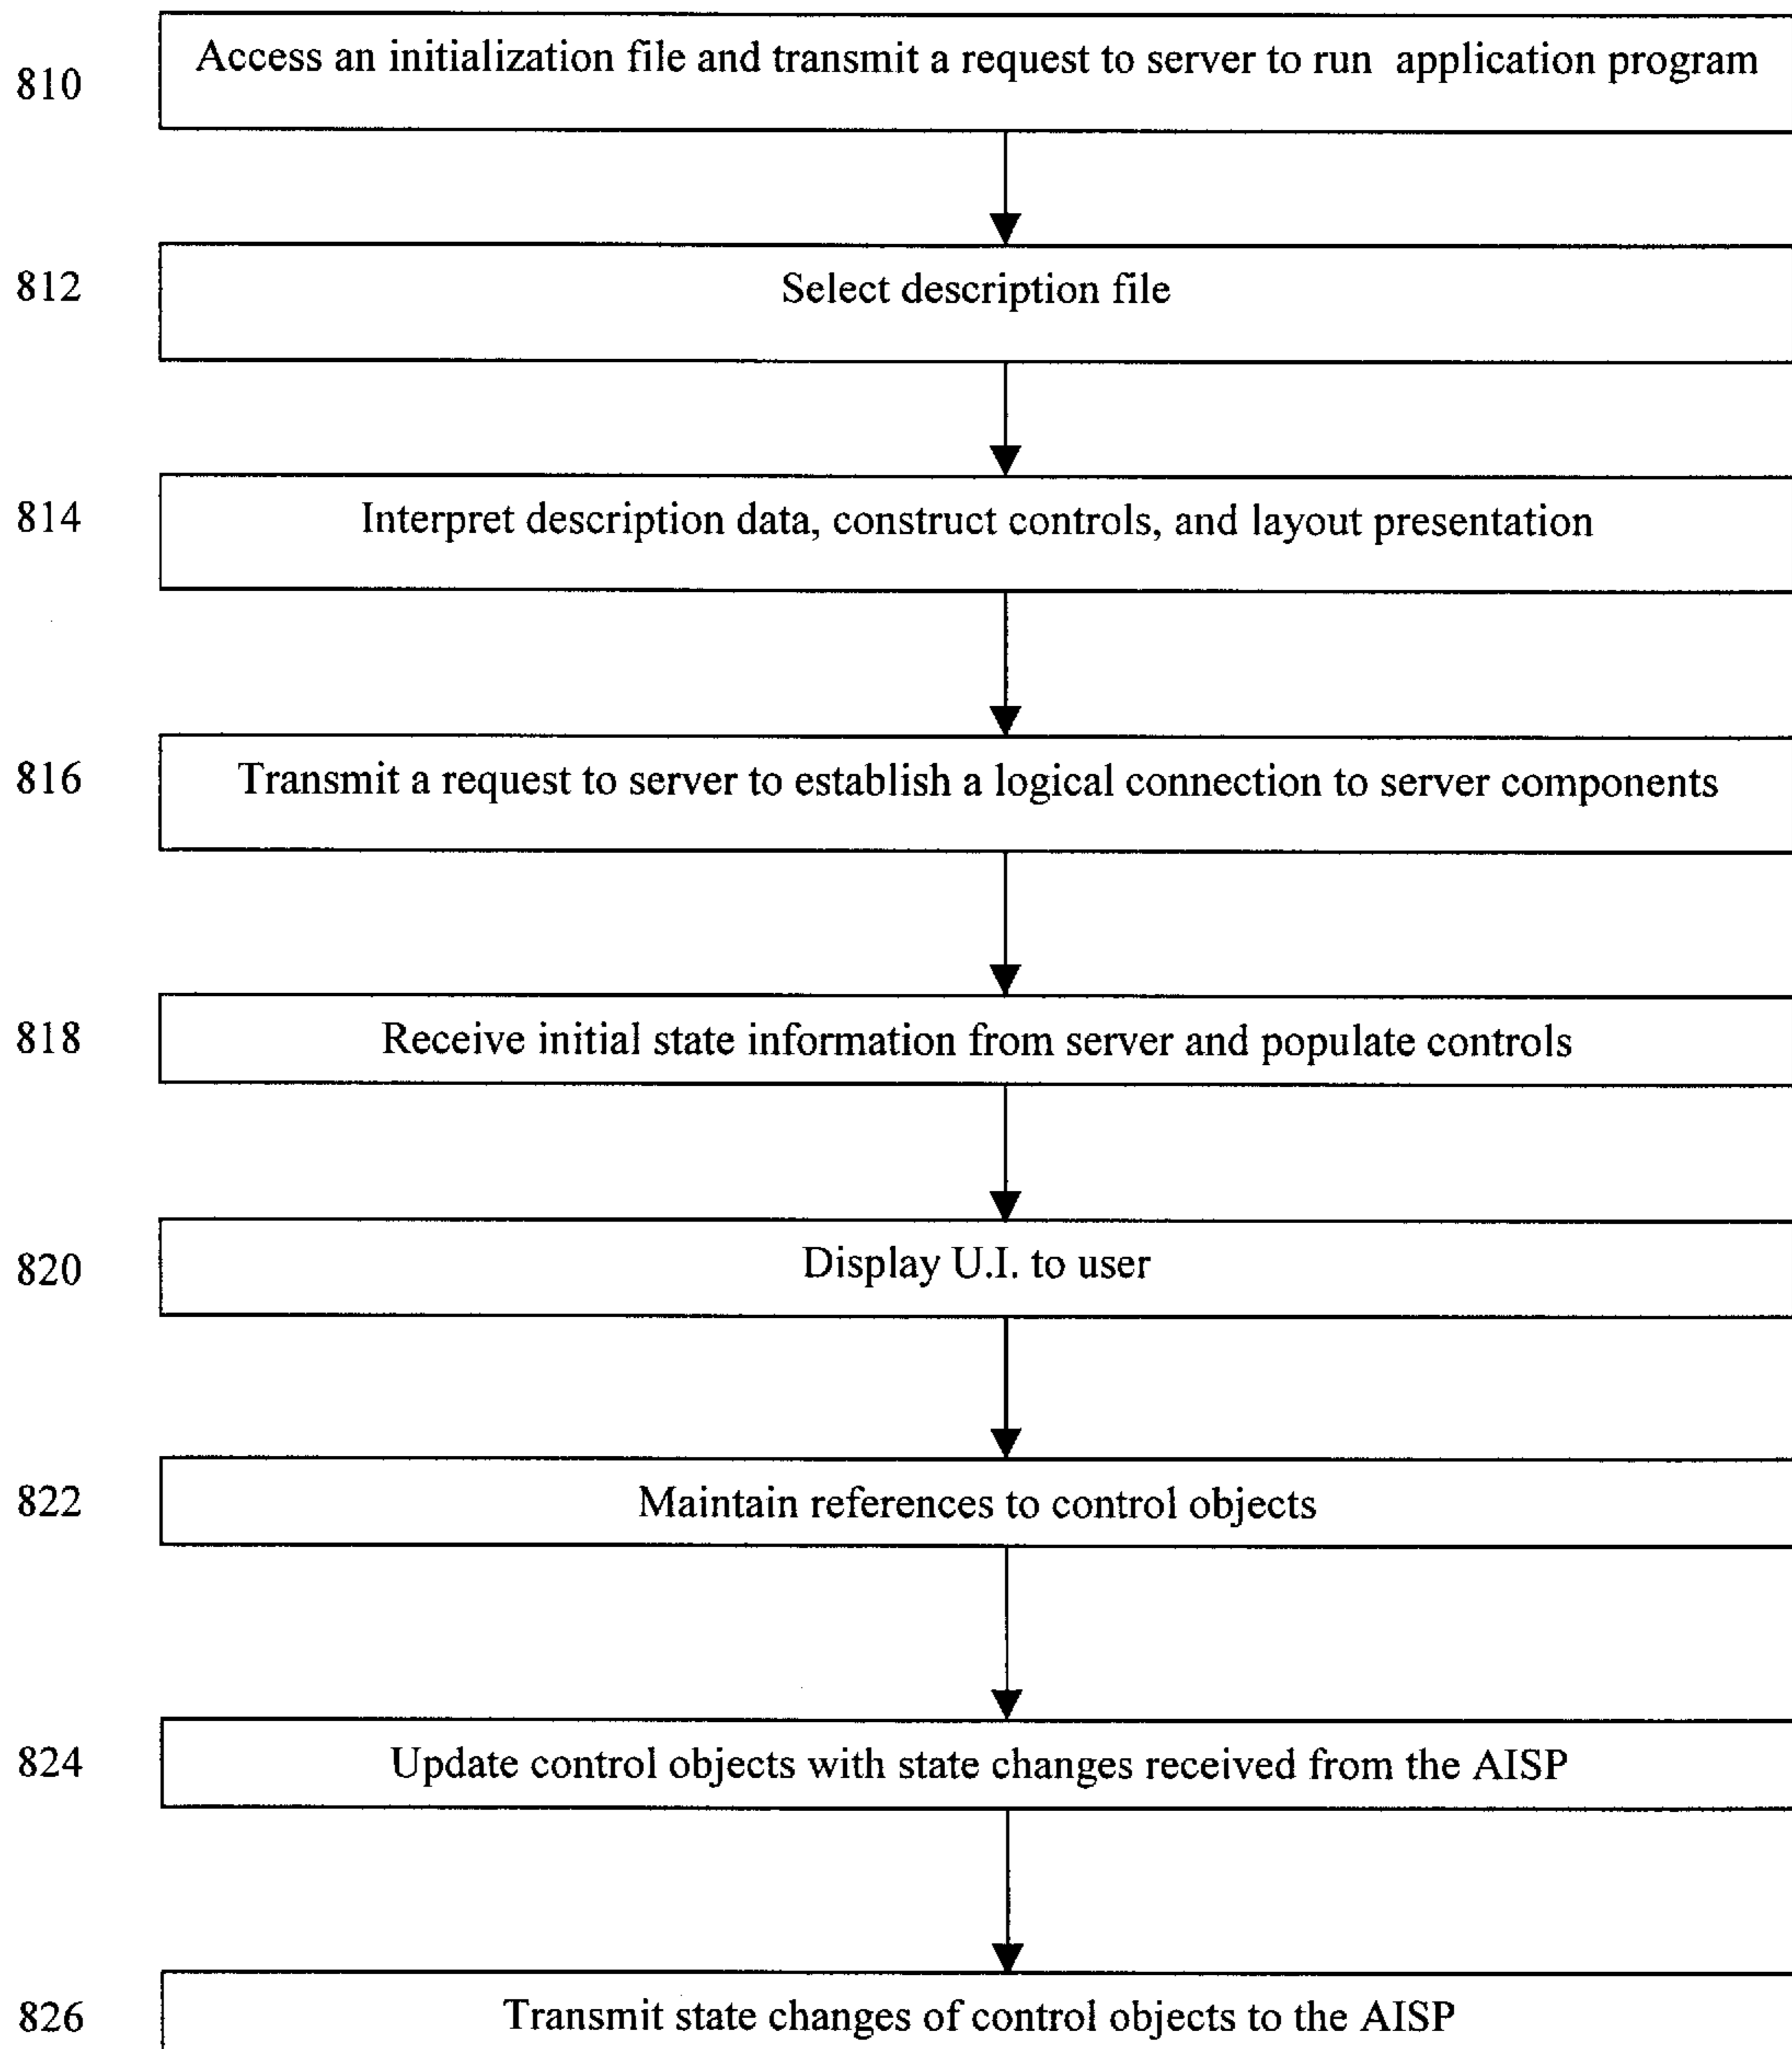 810 Access an initialization file and transmit a request to server to run application program
812 Select description file
814 Interpret description data, construct controls, and layout presentation
816 Transmit a request to server to establish a logical connection to server components
818 Receive initial state information from server and populate controls
820 Display U.I. to user
822 Maintain references to control objects
824 Update control objects with state changes received from the AISP
826 Transmit state changes of control objects to the AISP